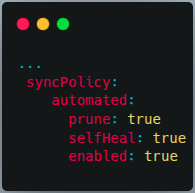 ...
syncPolicy:
automated:
prune: true
selfHeal: true
enabled: true